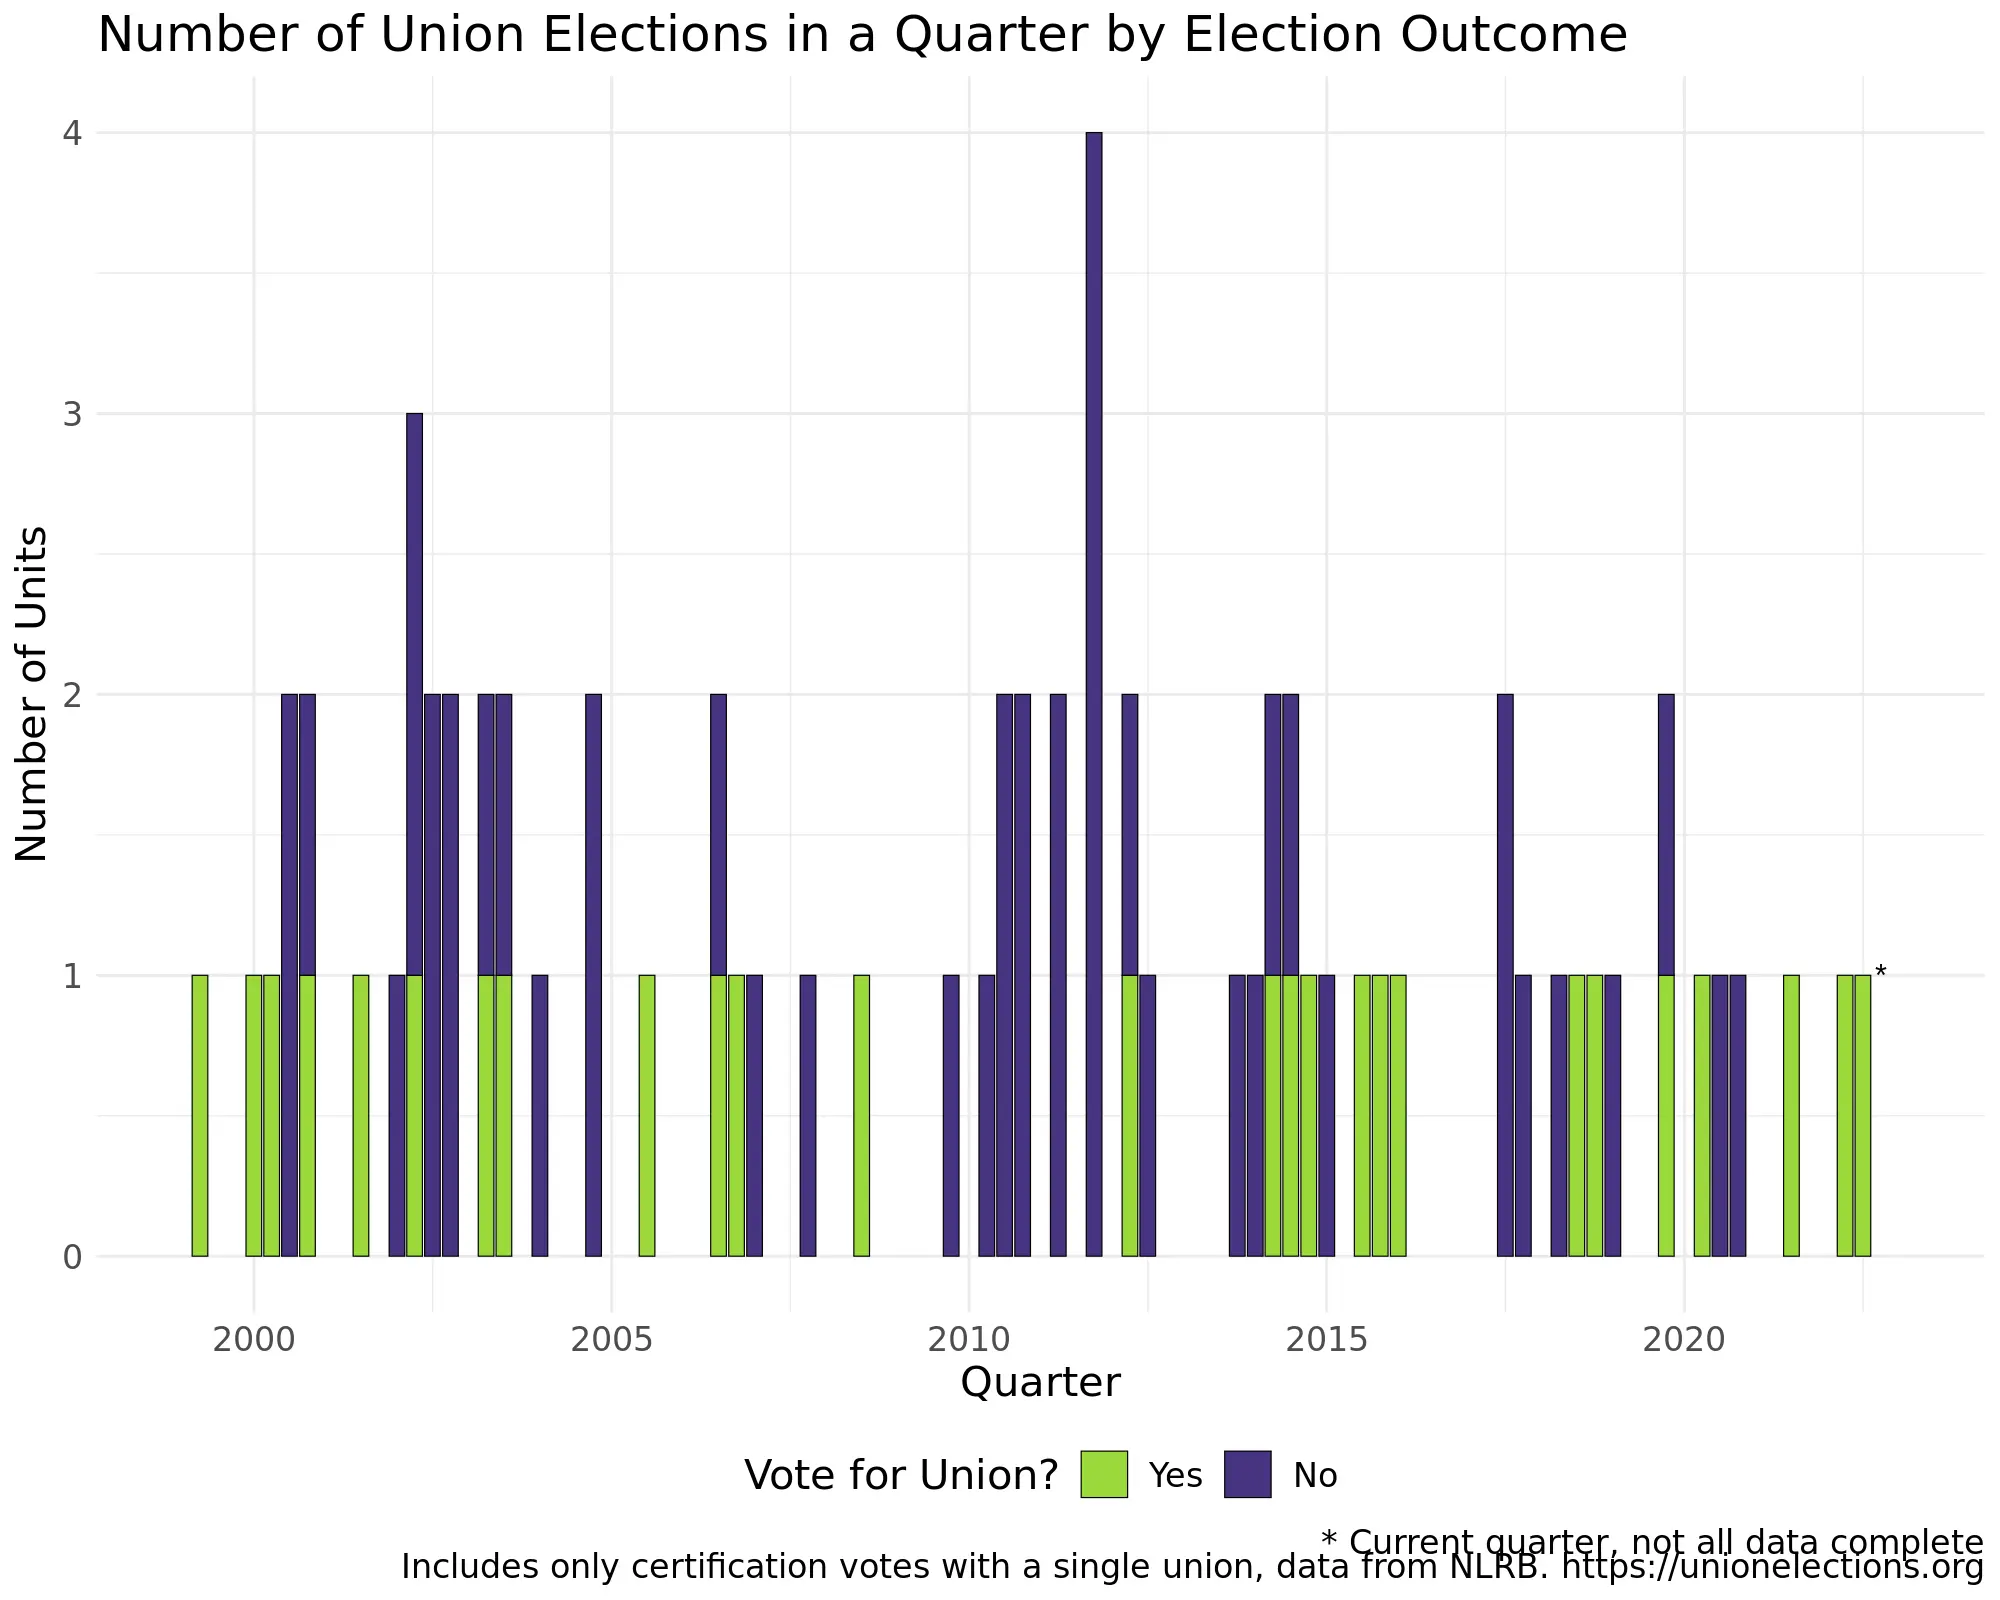 Number of Union Elections in a Quarter by Election Outcome
Number of Units
4
3
2
1
0
*
2000 2005 2010 2015 2020
Quarter
Vote for Union? Yes No
* Current quarter, not all data complete
Includes only certification votes with a single union, data from NLRB. https://unionelections.org